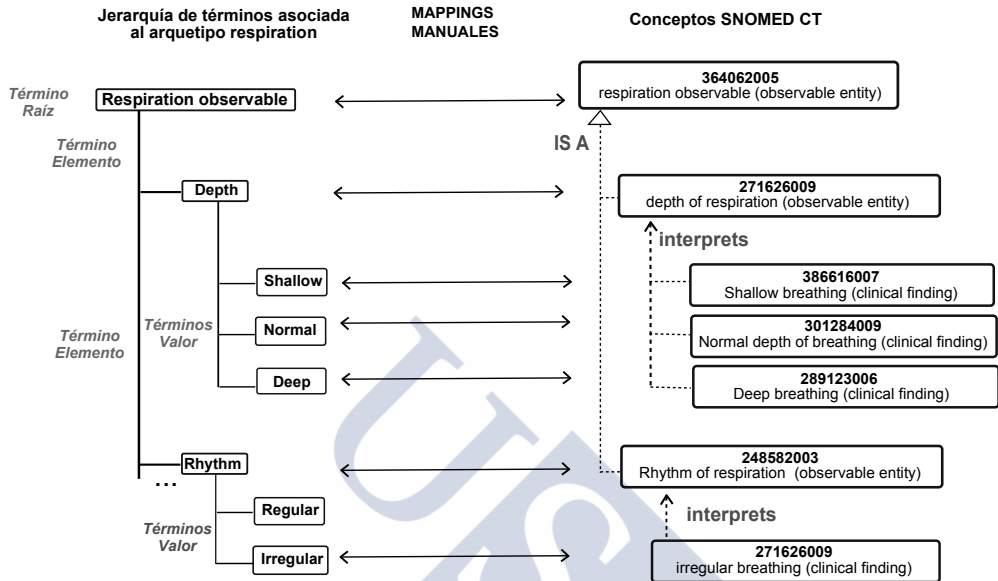 Jerarquía de términos asociada
al arquetipo respiration
MAPPINGS
MANUALES
Conceptos SNOMED CT
Término
Raíz
Respiration observable
364062005
respiration observable (observable entity)
Término
Elemento
IS A
Depth
271626009
depth of respiration (observable entity)
interprets
Shallow
386616007
Shallow breathing (clinical finding)
Términos
Valor
Término
Elemento
Normal
301284009
Normal depth of breathing (clinical finding)
Deep
289123006
Deep breathing (clinical finding)
Rhythm
248582003
Rhythm of respiration (observable entity)
...
Regular
interprets
Términos
Valor
Irregular
271626009
irregular breathing (clinical finding)